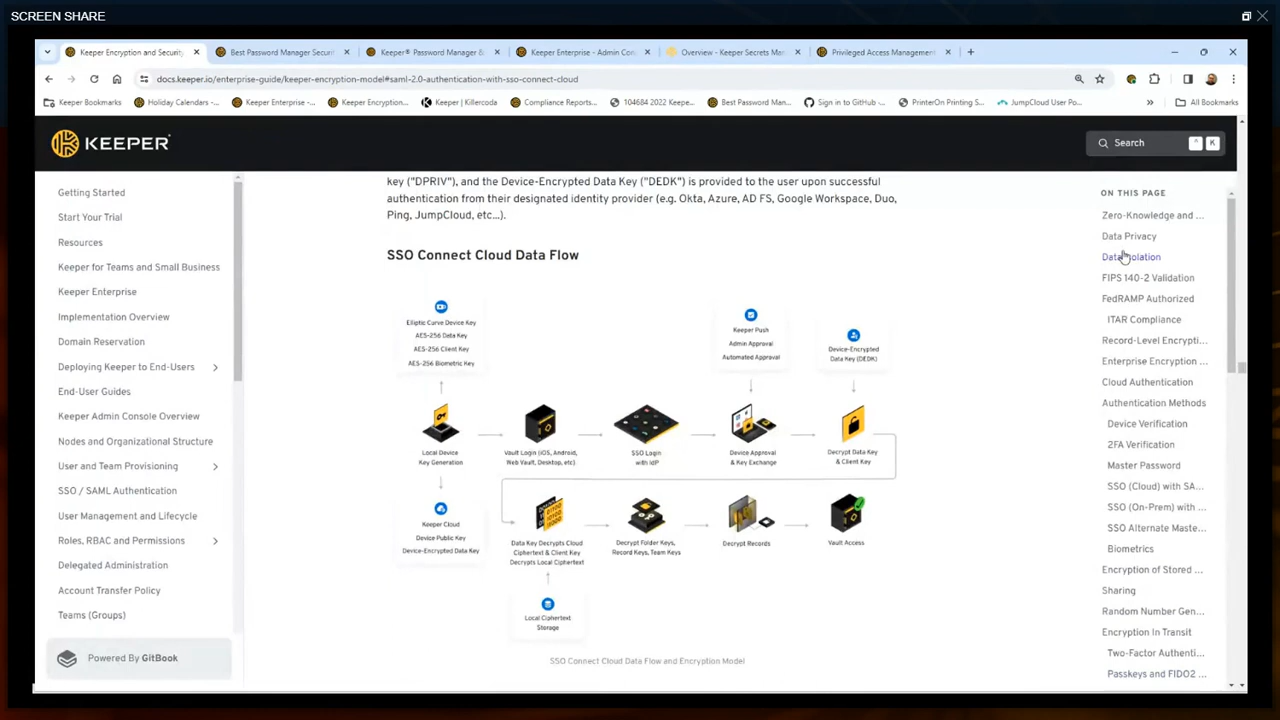 SCREEN SHARE
Keeper Encryption and Security
Best Password Manager Securi
Keeper® Password Manager &
Keeper Enterprise - Admin Con
Overview - Keeper Secrets Man
Privileged Access Management
docs.keeper.io/enterprise-guide/keeper-encryption-model#saml-2.0-authentication-with-sso-connect-cloud
Keeper Bookmarks
Holiday Calendars -...
Keeper Enterprise -...
Keeper Encryption...
Keeper | Killercoda
Compliance Reports...
104684 2022 Keepe...
Best Password Man...
Sign in to GitHub ·...
PrinterOn Printing S...
JumpCloud User Po...
»
All Bookmarks
KEEPER
Search
^ K
Getting Started
Start Your Trial
Resources
Keeper for Teams and Small Business
Keeper Enterprise
Implementation Overview
Domain Reservation
Deploying Keeper to End-Users
End-User Guides
Keeper Admin Console Overview
Nodes and Organizational Structure
User and Team Provisioning
SSO / SAML Authentication
User Management and Lifecycle
Roles, RBAC and Permissions
Delegated Administration
Account Transfer Policy
Teams (Groups)
Powered By GitBook
key ("DPRIV"), and the Device-Encrypted Data Key ("DEDK") is provided to the user upon successful
authentication from their designated identity provider (e.g. Okta, Azure, AD FS, Google Workspace, Duo,
Ping, JumpCloud, etc...).
SSO Connect Cloud Data Flow
Elliptic Curve Device Key
AES-256 Data Key
AES-256 Client Key
AES-256 Biometric Key
Keeper Push
Admin Approval
Automated Approval
Device-Encrypted
Data Key (DEDK)
Local Device
Key Generation
Vault Login (iOS, Android,
Web Vault, Desktop, etc)
SSO Login
with IdP
Device Approval
& Key Exchange
Decrypt Data Key
& Client Key
Keeper Cloud
Device Public Key
Device-Encrypted Data Key
Data Key Decrypts Cloud
Ciphertext & Client Key
Decrypts Local Ciphertext
Decrypt Folder Keys,
Record Keys, Team Keys
Decrypt Records
Vault Access
Local Ciphertext
Storage
SSO Connect Cloud Data Flow and Encryption Model
ON THIS PAGE
Zero-Knowledge and ...
Data Privacy
Data Isolation
FIPS 140-2 Validation
FedRAMP Authorized
ITAR Compliance
Record-Level Encrypti...
Enterprise Encryption ...
Cloud Authentication
Authentication Methods
Device Verification
2FA Verification
Master Password
SSO (Cloud) with SA...
SSO (On-Prem) with ...
SSO Alternate Maste...
Biometrics
Encryption of Stored ...
Sharing
Random Number Gen...
Encryption In Transit
Two-Factor Authenti...
Passkeys and FIDO2 ...